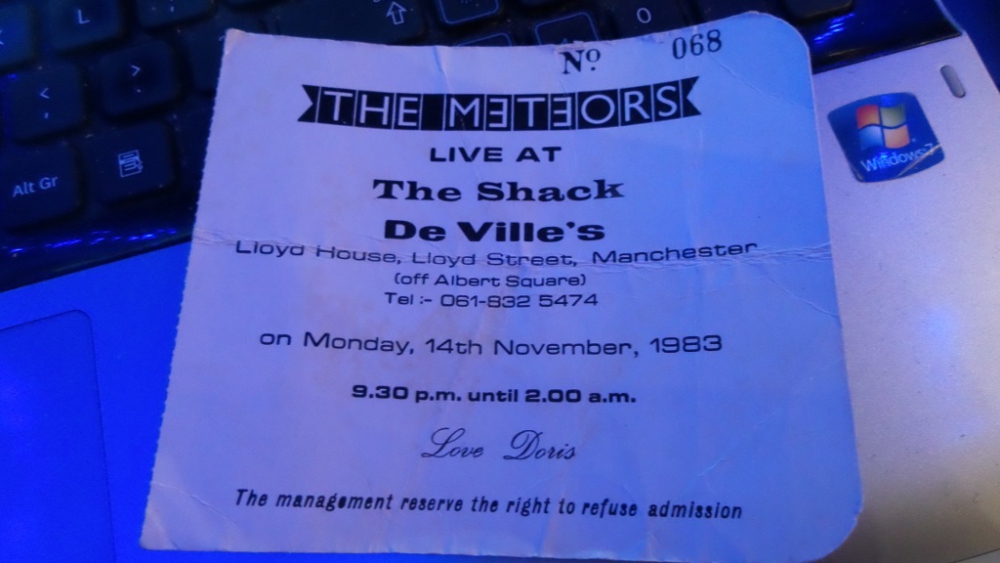 Nº 068
THE METEORS
LIVE AT
The Shack
De Ville's
Lloyd House, Lloyd Street, Manchester
(off Albert Square)
Tel :- 061-832 5474
on Monday, 14th November, 1983
9.30 p.m. until 2.00 a.m.
Love Doris
The management reserve the right to refuse admission
L
O
>
.
<
,
Alt Gr
Windows 7